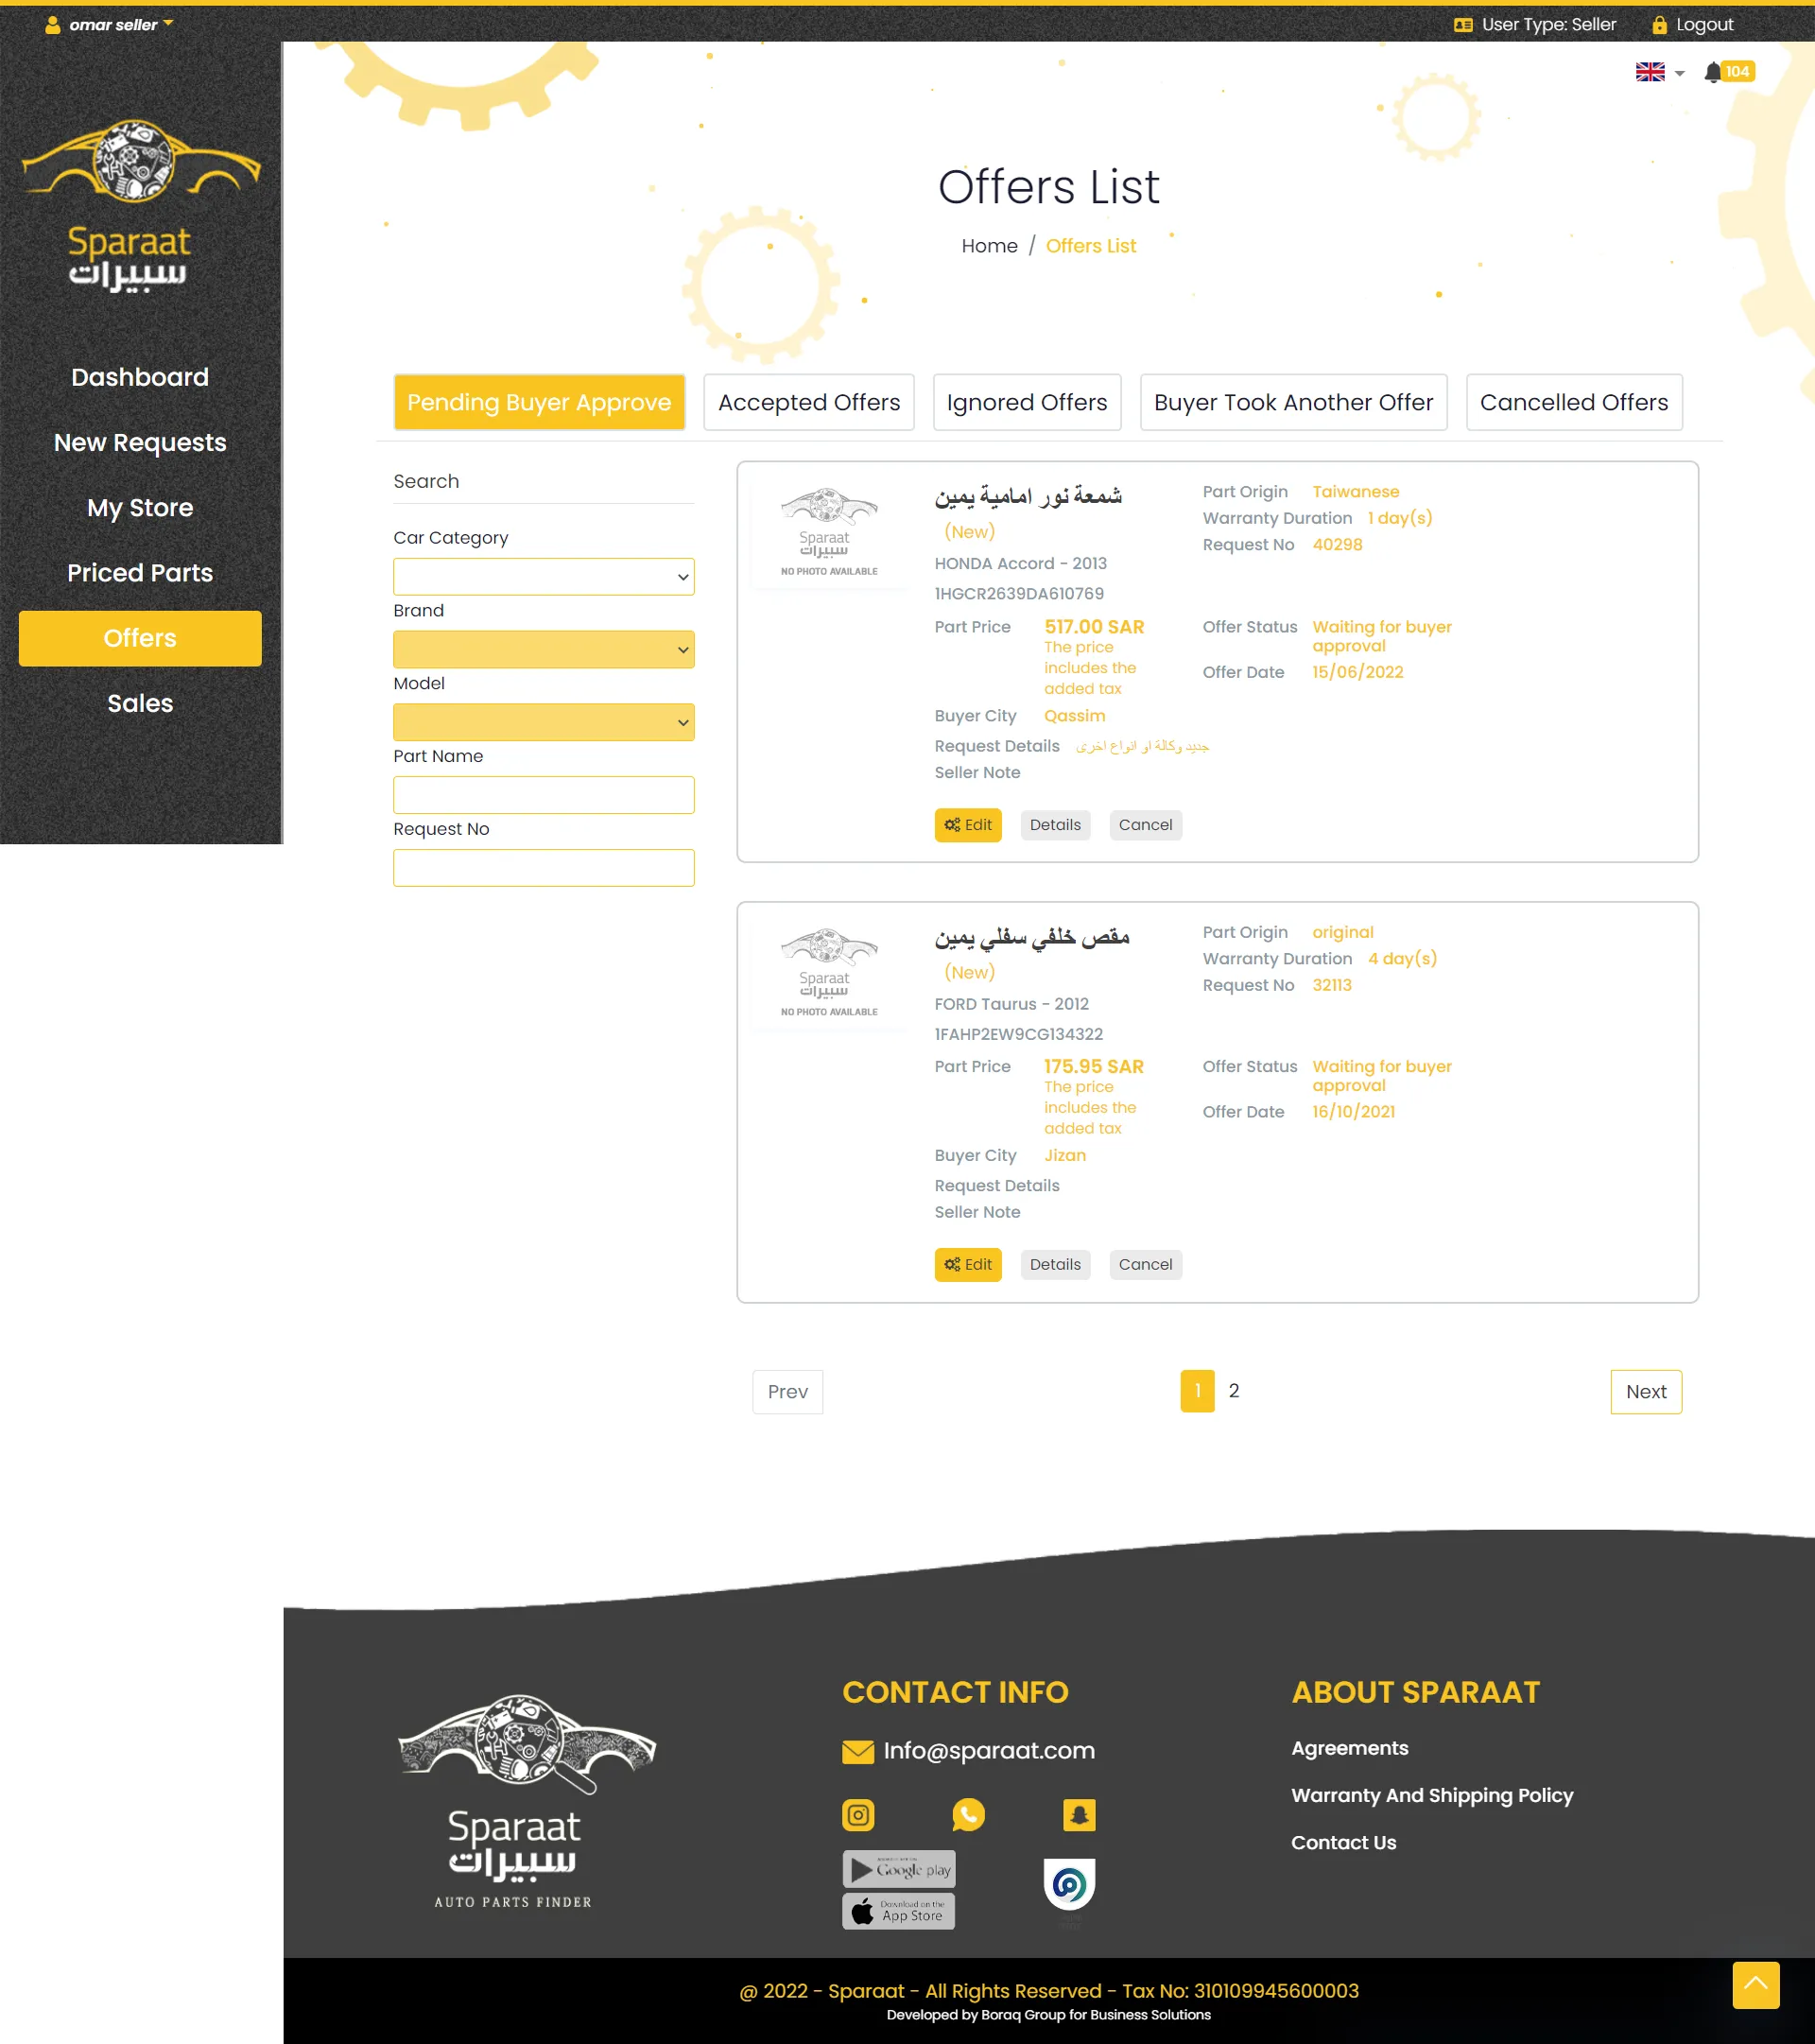 omar seller
User Type: Seller
Logout
104
Sparaat
سبيرات
Dashboard
New Requests
My Store
Priced Parts
Offers
Sales
Offers List
Home / Offers List
Pending Buyer Approve
Accepted Offers
Ignored Offers
Buyer Took Another Offer
Cancelled Offers
Search
Car Category
Brand
Model
Part Name
Request No
Sparaat
سبيرات
NO PHOTO AVAILABLE
شمعة نور امامية يمين
(New)
HONDA Accord - 2013
1HGCR2639DA610769
Part Origin Taiwanese
Warranty Duration 1 day(s)
Request No 40298
Part Price 517.00 SAR
The price
includes the
added tax
Offer Status Waiting for buyer
approval
Offer Date 15/06/2022
Buyer City Qassim
Request Details جديد وكالة او انواع اخرى
Seller Note
Edit
Details
Cancel
Sparaat
سبيرات
NO PHOTO AVAILABLE
مقص خلفي سفلي يمين
(New)
FORD Taurus - 2012
1FAHP2EW9CG134322
Part Origin original
Warranty Duration 4 day(s)
Request No 32113
Part Price 175.95 SAR
The price
includes the
added tax
Offer Status Waiting for buyer
approval
Offer Date 16/10/2021
Buyer City Jizan
Request Details
Seller Note
Edit
Details
Cancel
Prev
1
2
Next
Sparaat
سبيرات
AUTO PARTS FINDER
CONTACT INFO
Info@sparaat.com
Google play
Download on the
App Store
ABOUT SPARAAT
Agreements
Warranty And Shipping Policy
Contact Us
@ 2022 - Sparaat - All Rights Reserved - Tax No: 310109945600003
Developed by Boraq Group for Business Solutions